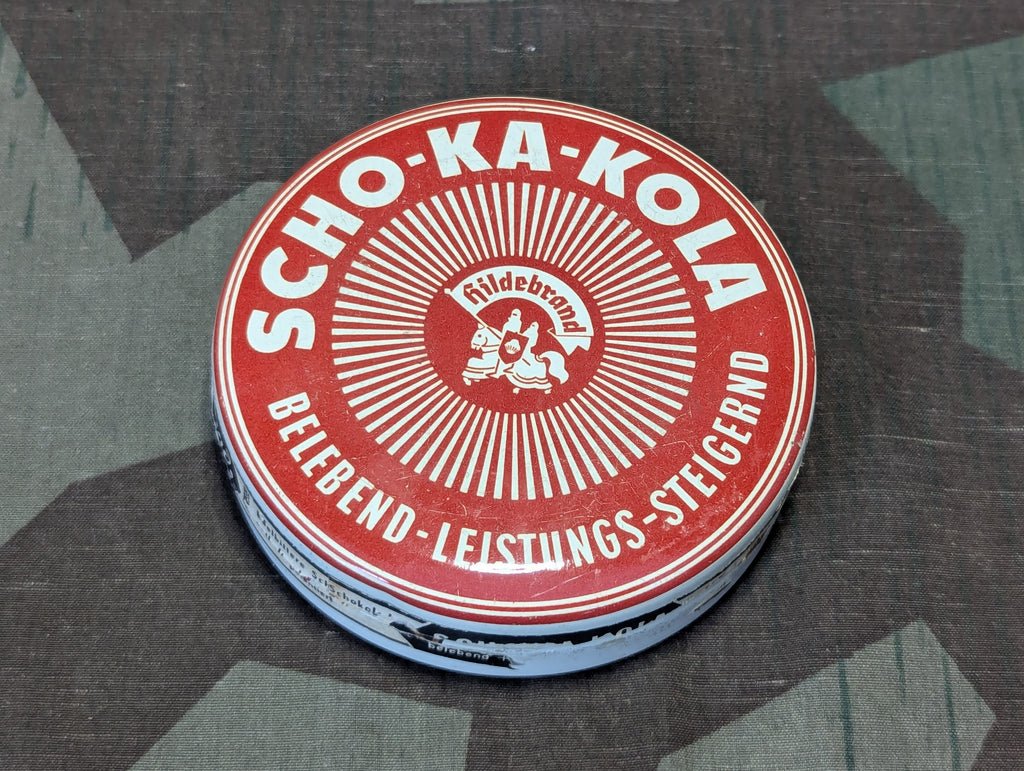 SCHO-KA-KOLA
Hildebrand
BELEBEND-LEISTUNGS-STEIGERND
belebend